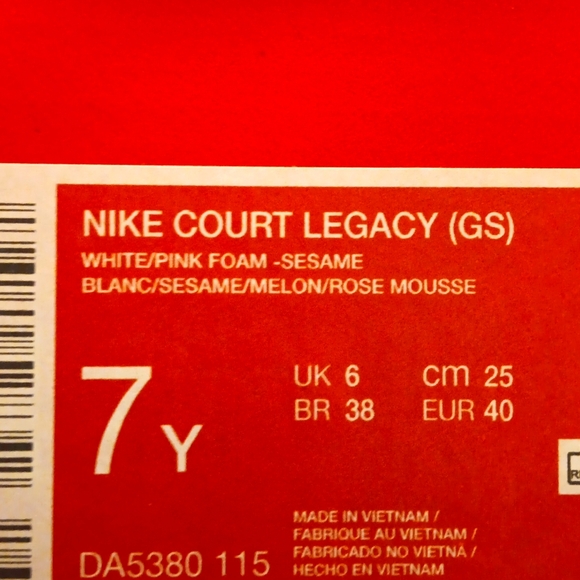 NIKE COURT LEGACY (GS)
WHITE/PINK FOAM -SESAME
BLANC/SESAME/MELON/ROSE MOUSSE
7 Y
UK 6 cm 25
BR 38 EUR 40
MADE IN VIETNAM /
FABRIQUE AU VIETNAM /
FABRICADO NO VIETNÃ /
HECHO EN VIETNAM
DA5380 115